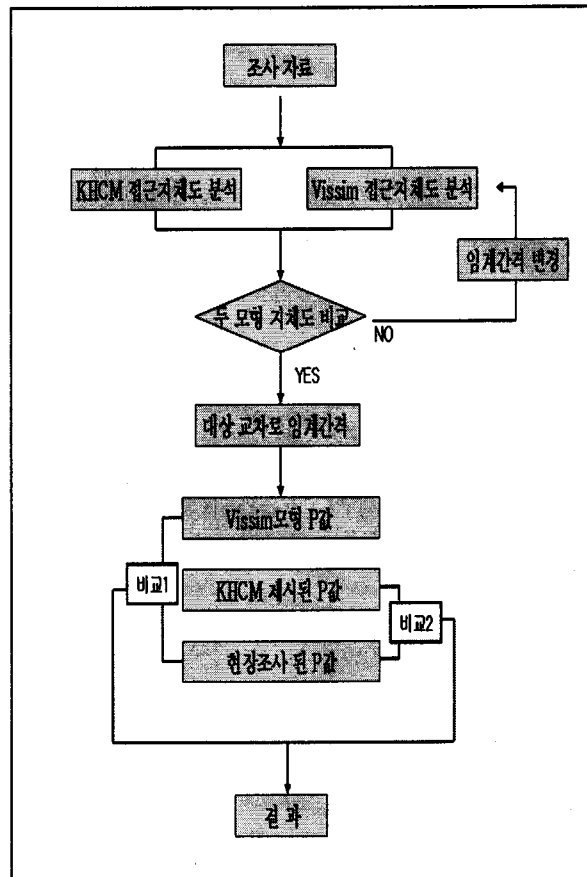 조사 자료
KHCM 접근지체도 분석
Vissim 접근지체도 분석
임계간격 변경
두 모형 지체도 비교
NO
YES
대상 교차로 임계간격
Vissim모형 P값
비교1
KHCM 제시된 P값
비교2
현장조사 된 P값
결 과